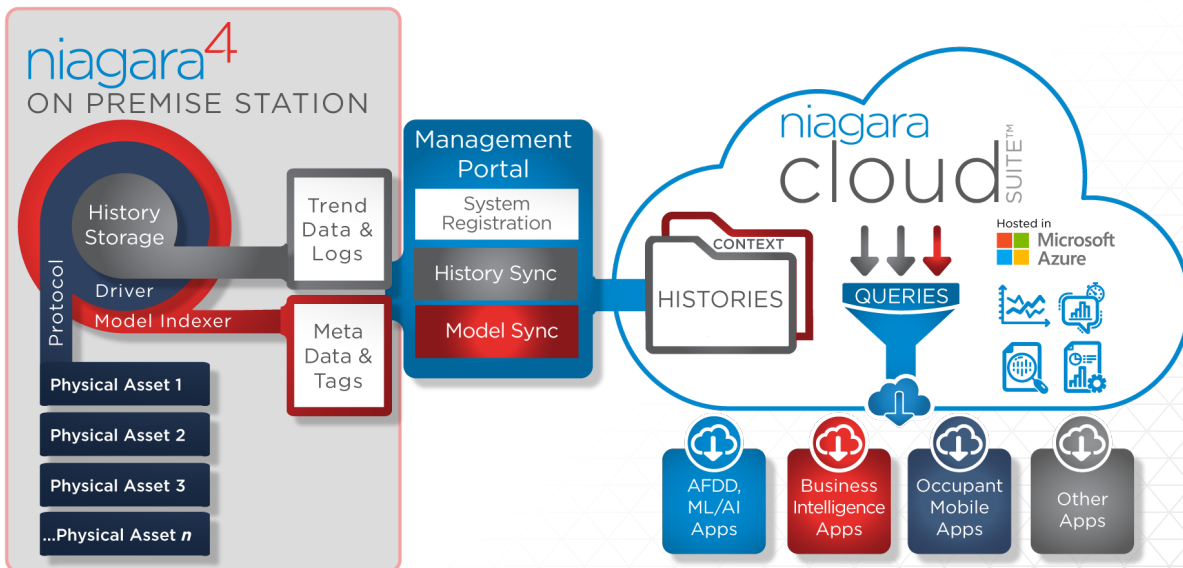 niagara4
ON PREMISE STATION
History
Storage
Driver
Model Indexer
Protocol
Trend
Data &
Logs
Meta
Data &
Tags
Physical Asset 1
Physical Asset 2
Physical Asset 3
...Physical Asset n
Management
Portal
System
Registration
History Sync
Model Sync
niagara
cloud
SUITE™
CONTEXT
HISTORIES
QUERIES
Hosted in
Microsoft
Azure
AFDD,
ML/AI
Apps
Business
Intelligence
Apps
Occupant
Mobile
Apps
Other
Apps